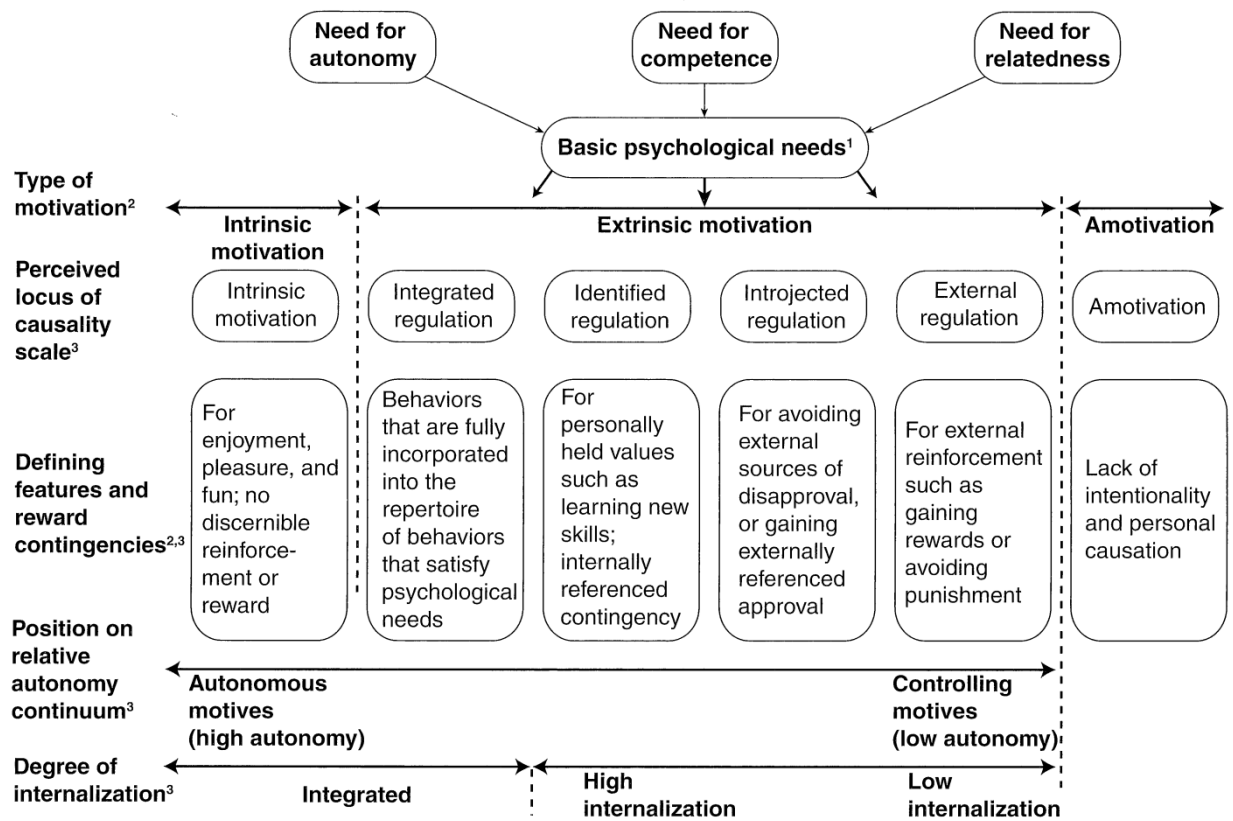 Need for
autonomy
Need for
competence
Need for
relatedness
Basic psychological needs¹
Type of
motivation²
Intrinsic
motivation
Extrinsic motivation
Amotivation
Perceived
locus of
causality
scale³
Intrinsic
motivation
Integrated
regulation
Identified
regulation
Introjected
regulation
External
regulation
Amotivation
Defining
features and
reward
contingencies²,³
For
enjoyment,
pleasure, and
fun; no
discernible
reinforce-
ment or
reward
Behaviors
that are fully
incorporated
into the
repertoire
of behaviors
that satisfy
psychological
needs
For
personally
held values
such as
learning new
skills;
internally
referenced
contingency
For avoiding
external
sources of
disapproval,
or gaining
externally
referenced
approval
For external
reinforcement
such as
gaining
rewards or
avoiding
punishment
Lack of
intentionality
and personal
causation
Position on
relative
autonomy
continuum³
Autonomous
motives
(high autonomy)
Controlling
motives
(low autonomy)
Degree of
internalization³
Integrated
High
internalization
Low
internalization